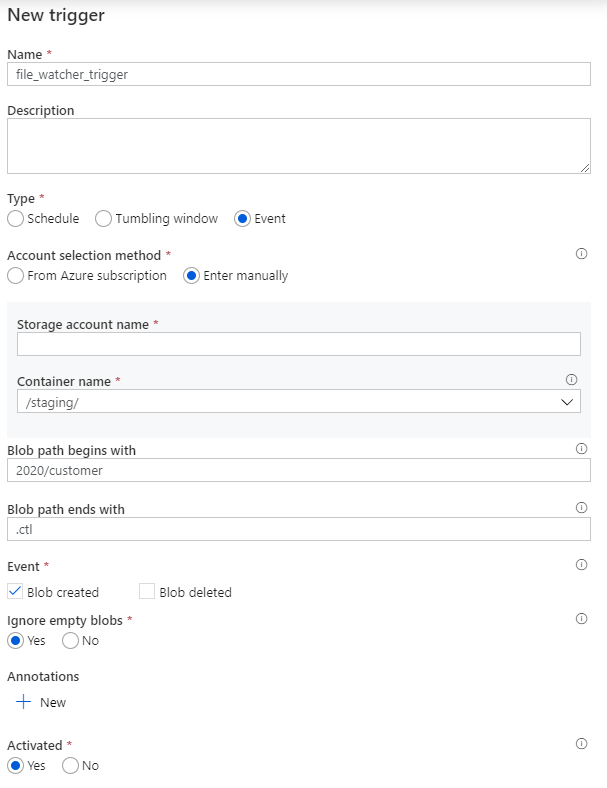 New trigger
Name *
file_watcher_trigger
Description
Type *
Schedule Tumbling window Event
Account selection method *
From Azure subscription Enter manually
Storage account name *
Container name *
/staging/
Blob path begins with
2020/customer
Blob path ends with
.ctl
Event *
Blob created Blob deleted
Ignore empty blobs *
Yes No
Annotations
New
Activated *
Yes No